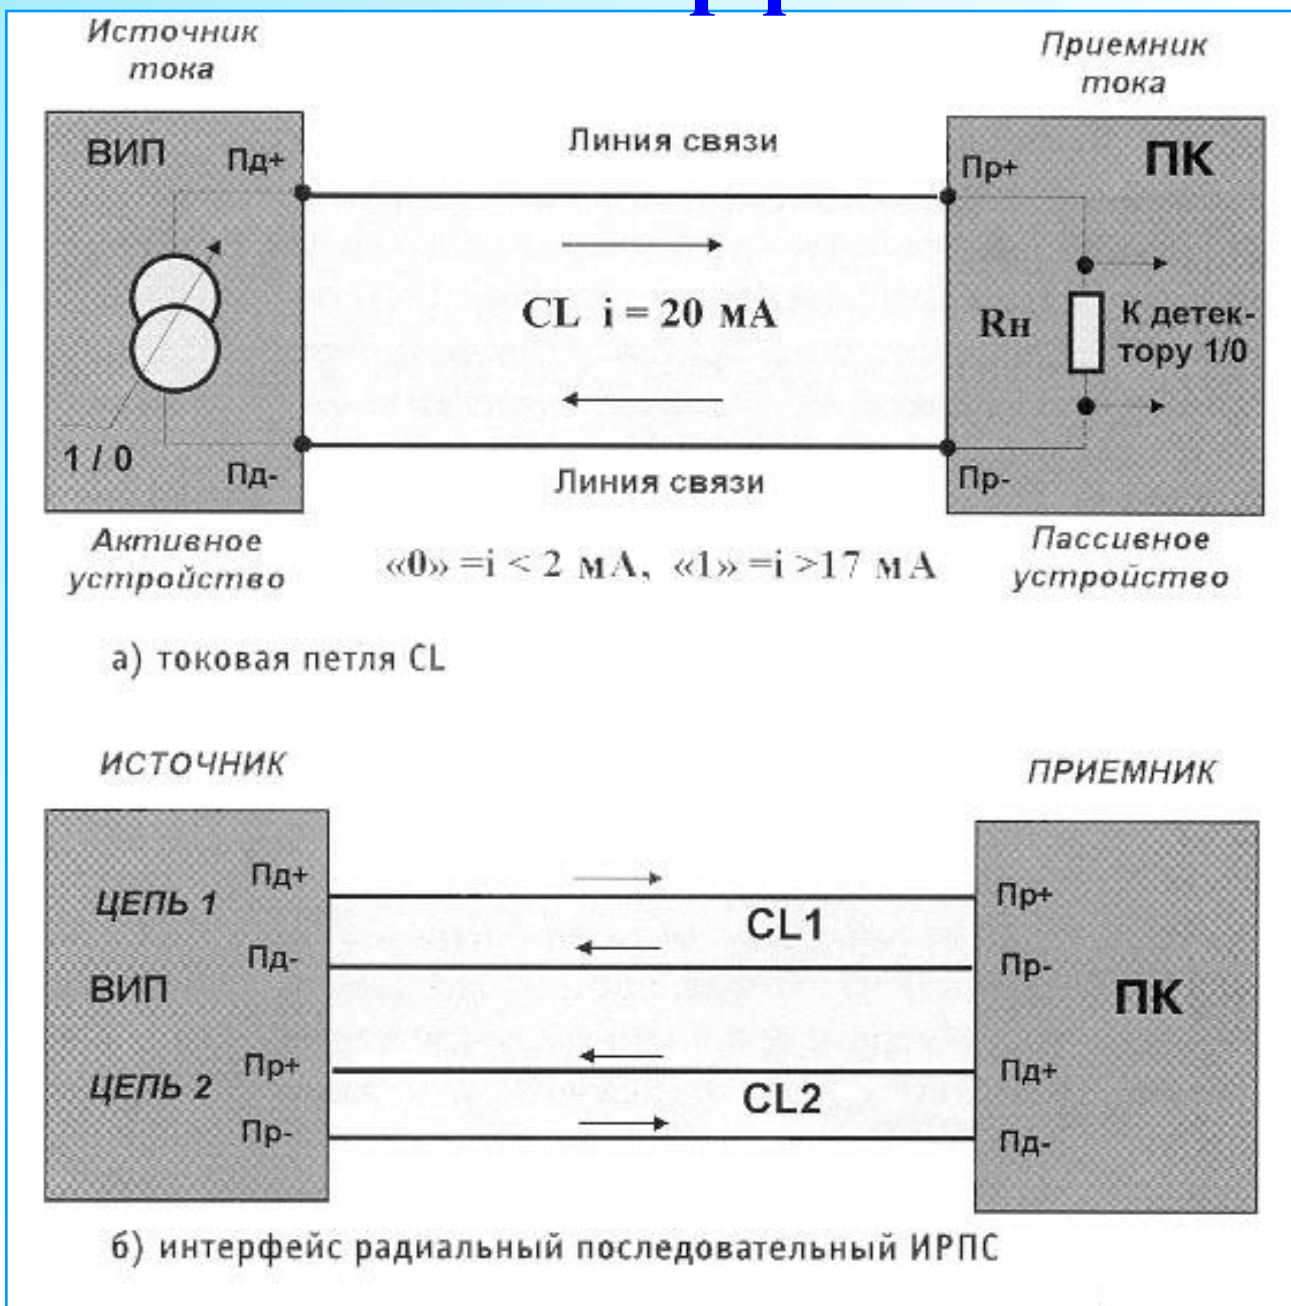 Источник
тока
Приемник
тока
ВИП
Пд+
Линия связи
Пр+
ПК
CL i = 20 мА
Rн
К детек-
тору 1/0
1 / 0
Пд-
Линия связи
Пр-
Активное
устройство
«0» =i < 2 мА, «1» =i >17 мА
Пассивное
устройство
а) токовая петля CL
ИСТОЧНИК
ПРИЕМНИК
Пд+
ЦЕПЬ 1
Пр+
CL1
Пд-
Пр-
ВИП
ПК
Пр+
Пд+
ЦЕПЬ 2
CL2
Пр-
Пд-
б) интерфейс радиальный последовательный ИРПС